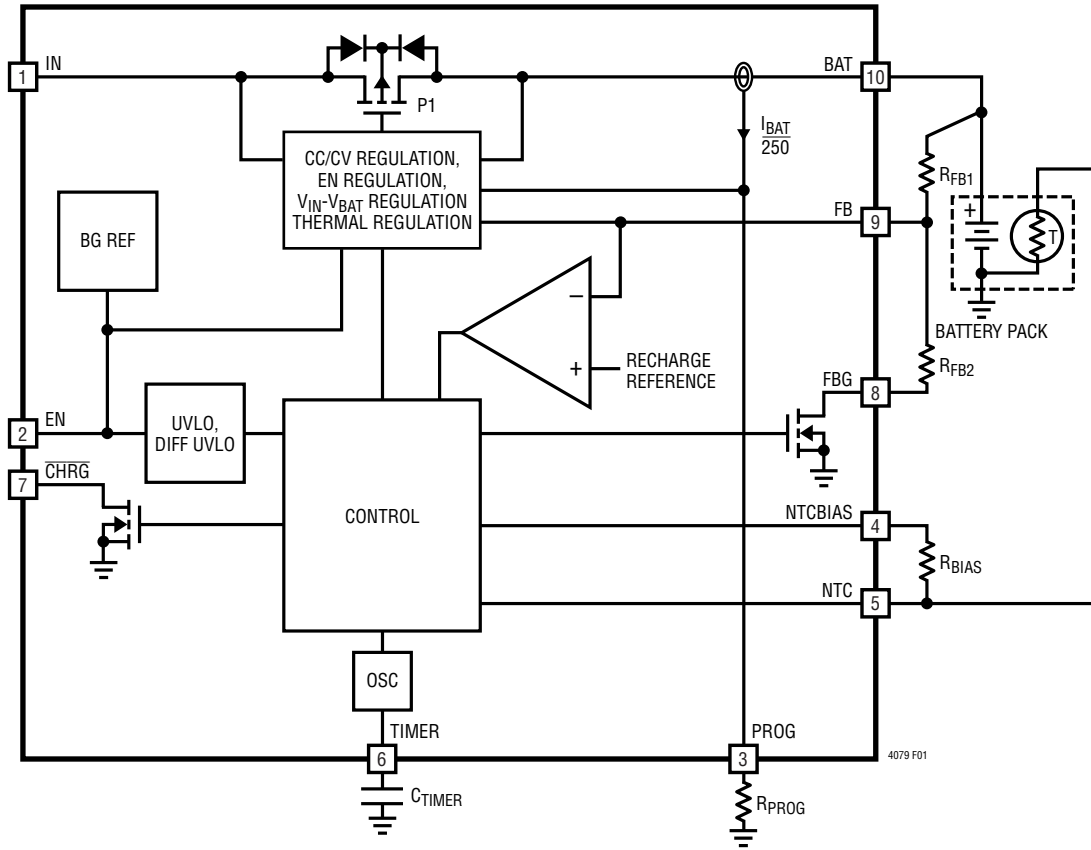 1
IN
P1
BAT
10
I_BAT
250
CC/CV REGULATION,
EN REGULATION,
V_IN-V_BAT REGULATION
THERMAL REGULATION
R_FB1
BG REF
FB
9
+
T
−
+
RECHARGE
REFERENCE
BATTERY PACK
R_FB2
FBG
8
2
EN
UVLO,
DIFF UVLO
7
C̅H̅R̅G̅
CONTROL
NTCBIAS
4
R_BIAS
NTC
5
OSC
TIMER
6
C_TIMER
PROG
3
R_PROG
4079 F01